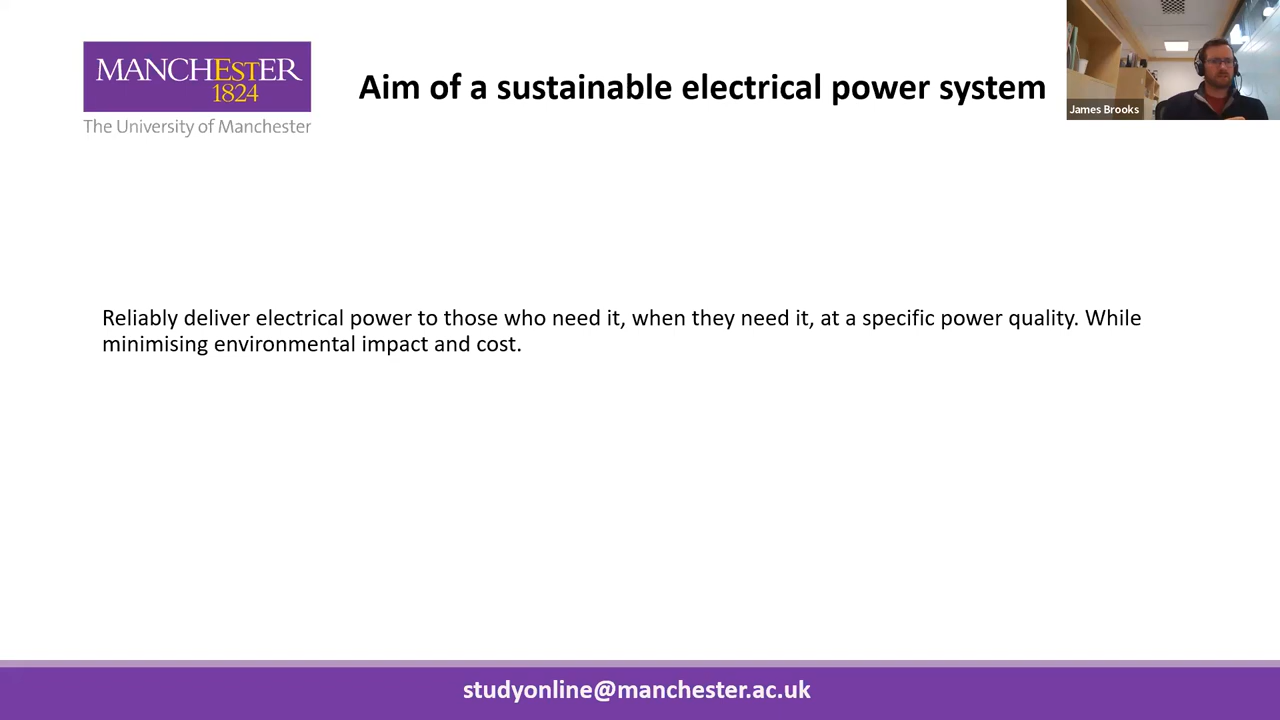 MANCHESTER
1824
The University of Manchester
Aim of a sustainable electrical power system
James Brooks
Reliably deliver electrical power to those who need it, when they need it, at a specific power quality. While
minimising environmental impact and cost.
studyonline@manchester.ac.uk